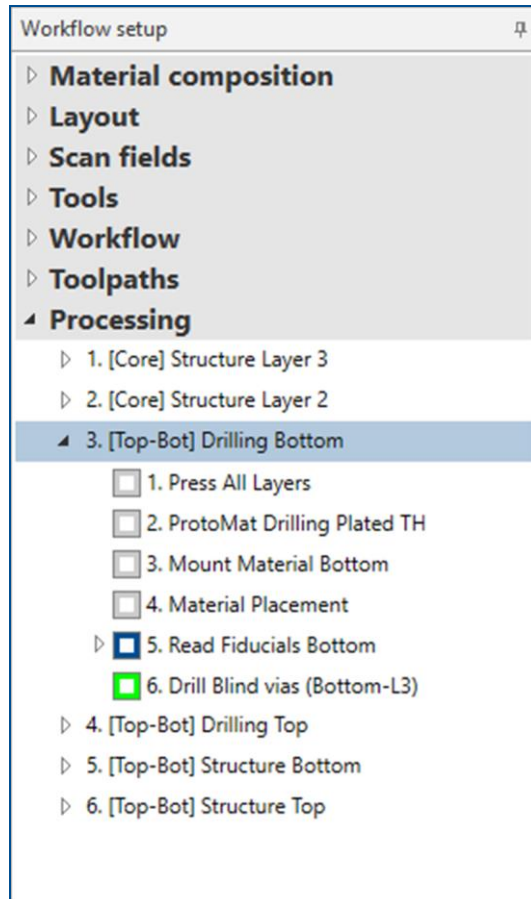 Workflow setup
Material composition
Layout
Scan fields
Tools
Workflow
Toolpaths
Processing
1. [Core] Structure Layer 3
2. [Core] Structure Layer 2
3. [Top-Bot] Drilling Bottom
1. Press All Layers
2. ProtoMat Drilling Plated TH
3. Mount Material Bottom
4. Material Placement
5. Read Fiducials Bottom
6. Drill Blind vias (Bottom-L3)
4. [Top-Bot] Drilling Top
5. [Top-Bot] Structure Bottom
6. [Top-Bot] Structure Top